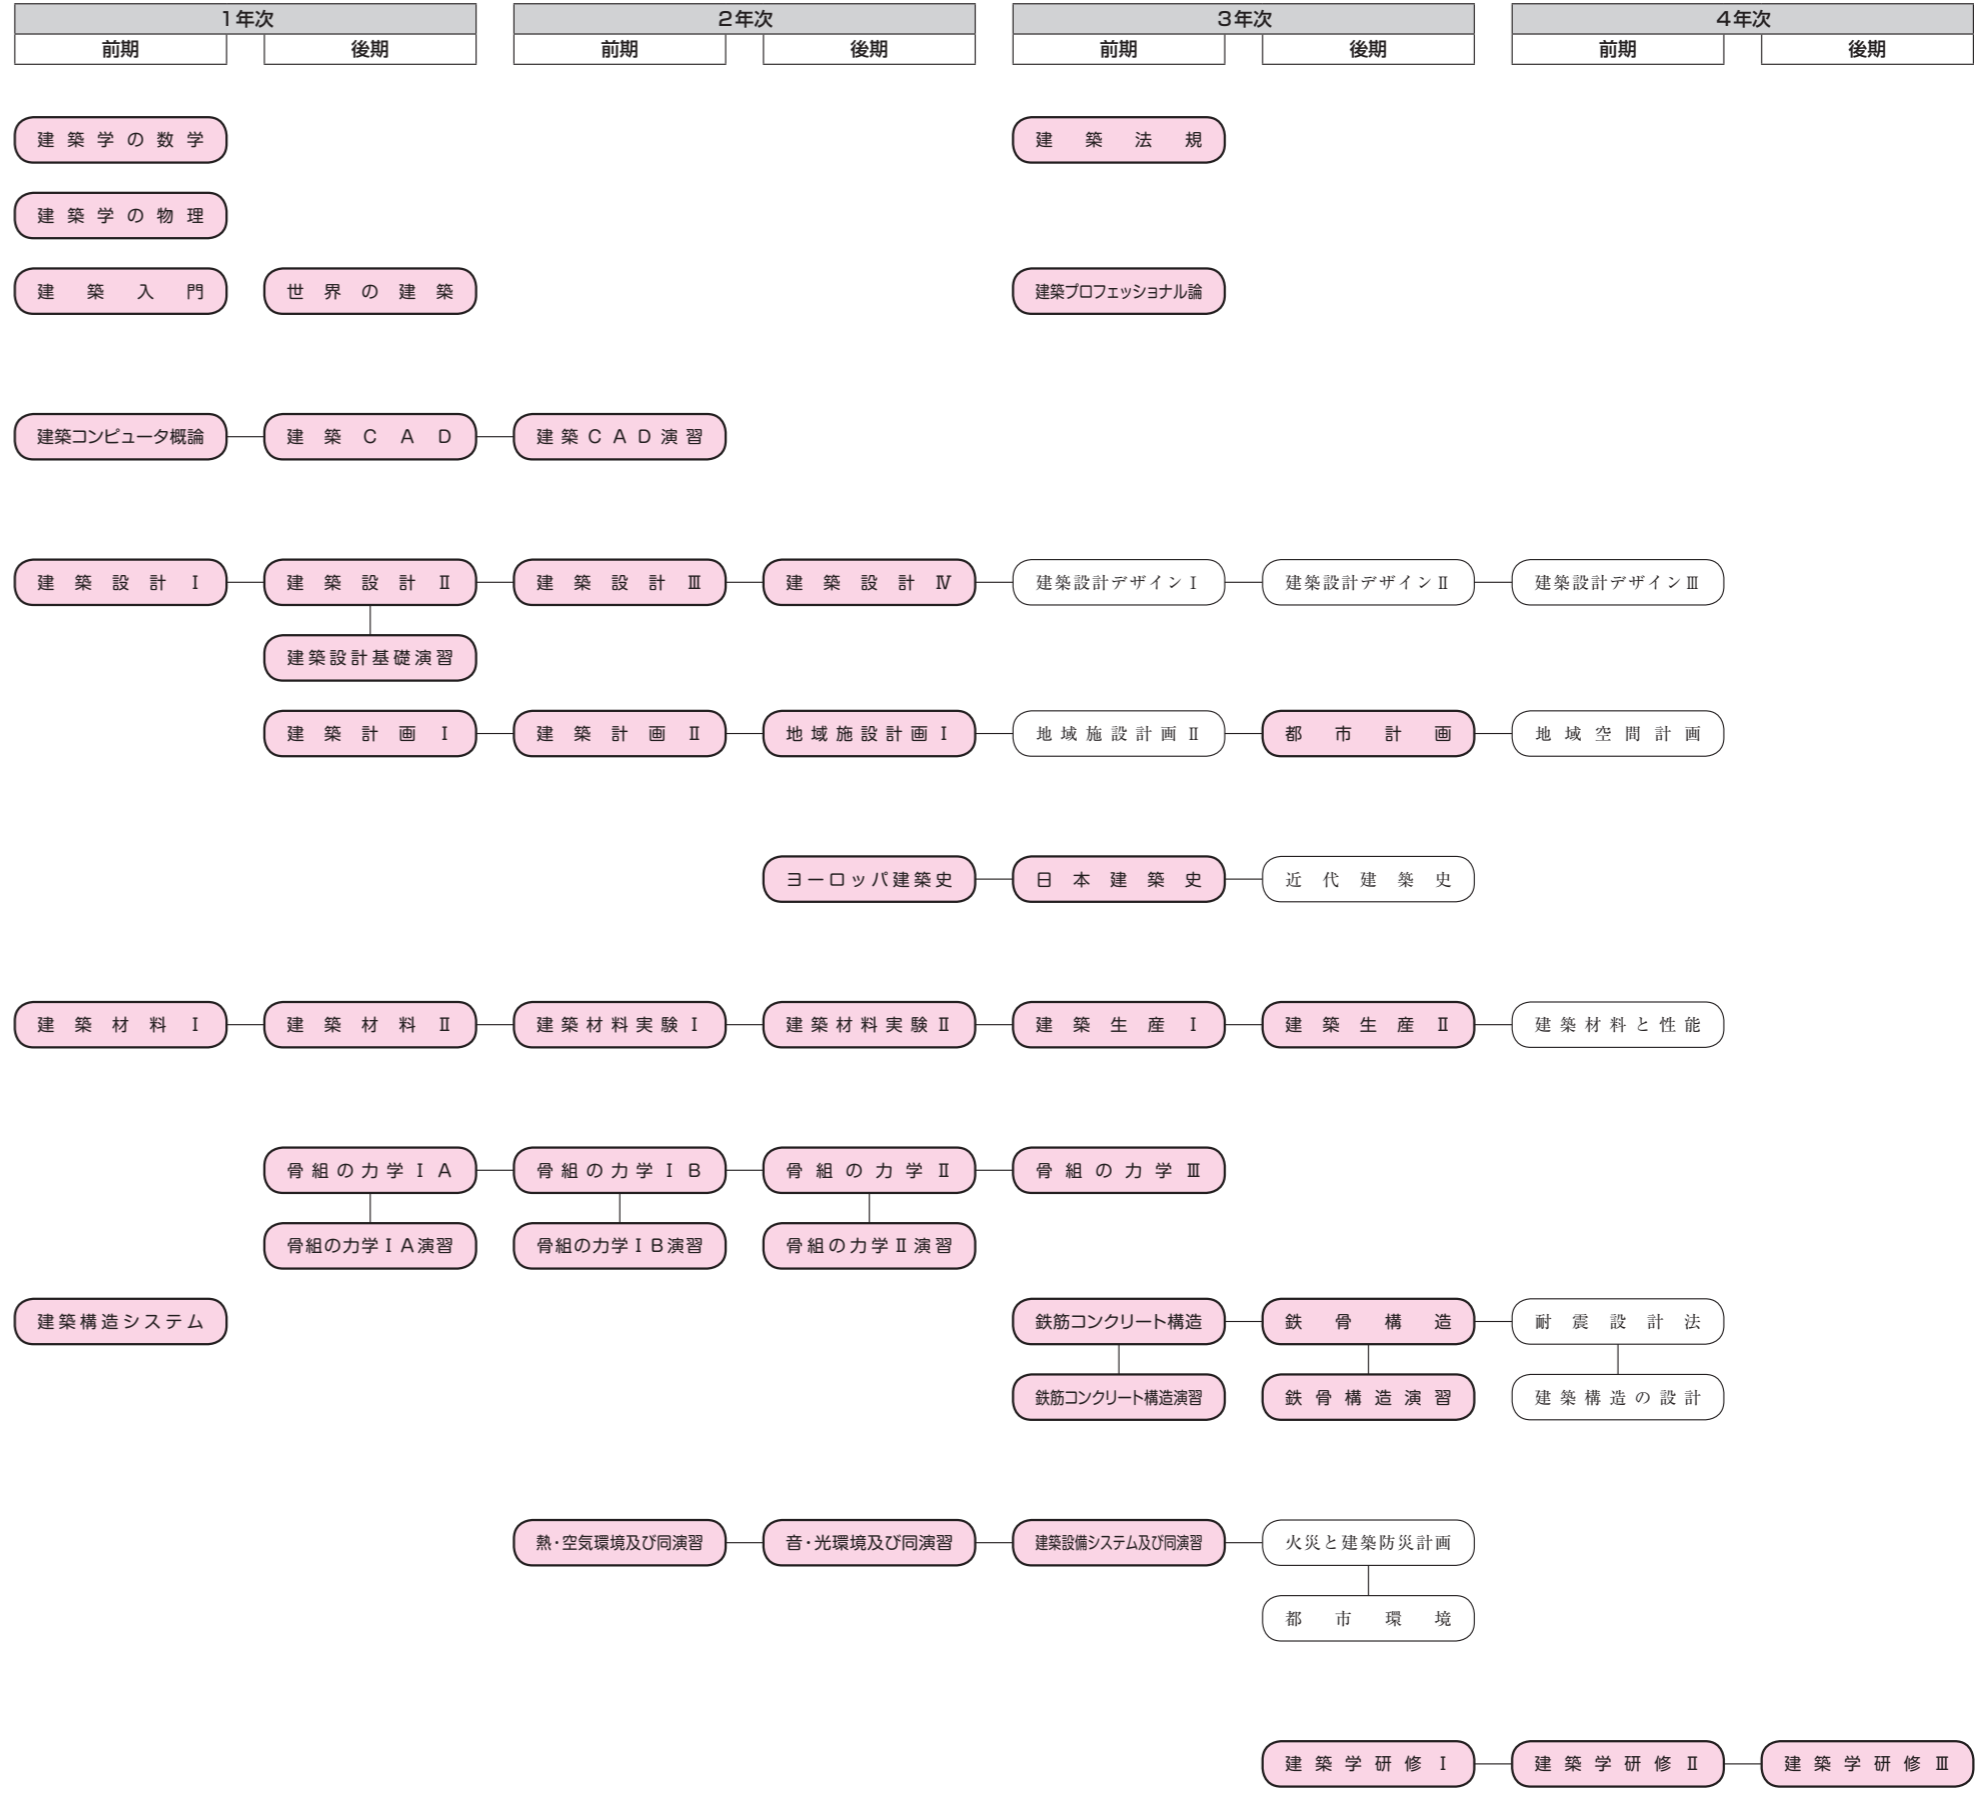 1年次 2年次 3年次 4年次
前期 後期 前期 後期 前期 後期 前期 後期
建築学の数学 建築法規
建築学の物理
建築入門 世界の建築 建築プロフェッショナル論
建築コンピュータ概論 建築CAD 建築CAD演習
建築設計Ⅰ 建築設計Ⅱ 建築設計Ⅲ 建築設計Ⅳ 建築設計デザインⅠ 建築設計デザインⅡ 建築設計デザインⅢ
建築設計基礎演習
建築計画Ⅰ 建築計画Ⅱ 地域施設計画Ⅰ 地域施設計画Ⅱ 都市計画 地域空間計画
ヨーロッパ建築史 日本建築史 近代建築史
建築材料Ⅰ 建築材料Ⅱ 建築材料実験Ⅰ 建築材料実験Ⅱ 建築生産Ⅰ 建築生産Ⅱ 建築材料と性能
骨組の力学ⅠA 骨組の力学ⅠB 骨組の力学Ⅱ 骨組の力学Ⅲ
骨組の力学ⅠA演習 骨組の力学ⅠB演習 骨組の力学Ⅱ演習
建築構造システム 鉄筋コンクリート構造 鉄骨構造 耐震設計法
鉄筋コンクリート構造演習 鉄骨構造演習 建築構造の設計
熱・空気環境及び同演習 音・光環境及び同演習 建築設備システム及び同演習 火災と建築防災計画
都市環境
建築学研修Ⅰ 建築学研修Ⅱ 建築学研修Ⅲ